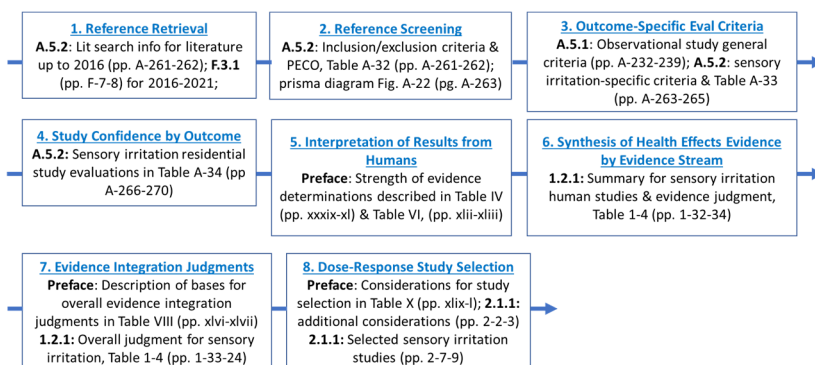 1. Reference Retrieval
A.5.2: Lit search info for literature
up to 2016 (pp. A-261-262); F.3.1
(pp. F-7-8) for 2016-2021;
2. Reference Screening
A.5.2: Inclusion/exclusion criteria &
PECO, Table A-32 (pp. A-261-262);
prisma diagram Fig. A-22 (pg. A-263)
3. Outcome-Specific Eval Criteria
A.5.1: Observational study general
criteria (pp. A-232-239); A.5.2: sensory
irritation-specific criteria & Table A-33
(pp. A-263-265)
4. Study Confidence by Outcome
A.5.2: Sensory irritation residential
study evaluations in Table A-34 (pp
A-266-270)
5. Interpretation of Results from
Humans
Preface: Strength of evidence
determinations described in Table IV
(pp. xxxix-xl) & Table VI, (pp. xlii-xliii)
6. Synthesis of Health Effects Evidence
by Evidence Stream
1.2.1: Summary for sensory irritation
human studies & evidence judgment,
Table 1-4 (pp. 1-32-34)
7. Evidence Integration Judgments
Preface: Description of bases for
overall evidence integration
judgments in Table VIII (pp. xlvi-xlvii)
1.2.1: Overall judgment for sensory
irritation, Table 1-4 (pp. 1-33-24)
8. Dose-Response Study Selection
Preface: Considerations for study
selection in Table X (pp. xlix-l); 2.1.1:
additional considerations (pp. 2-2-3)
2.1.1: Selected sensory irritation
studies (pp. 2-7-9)